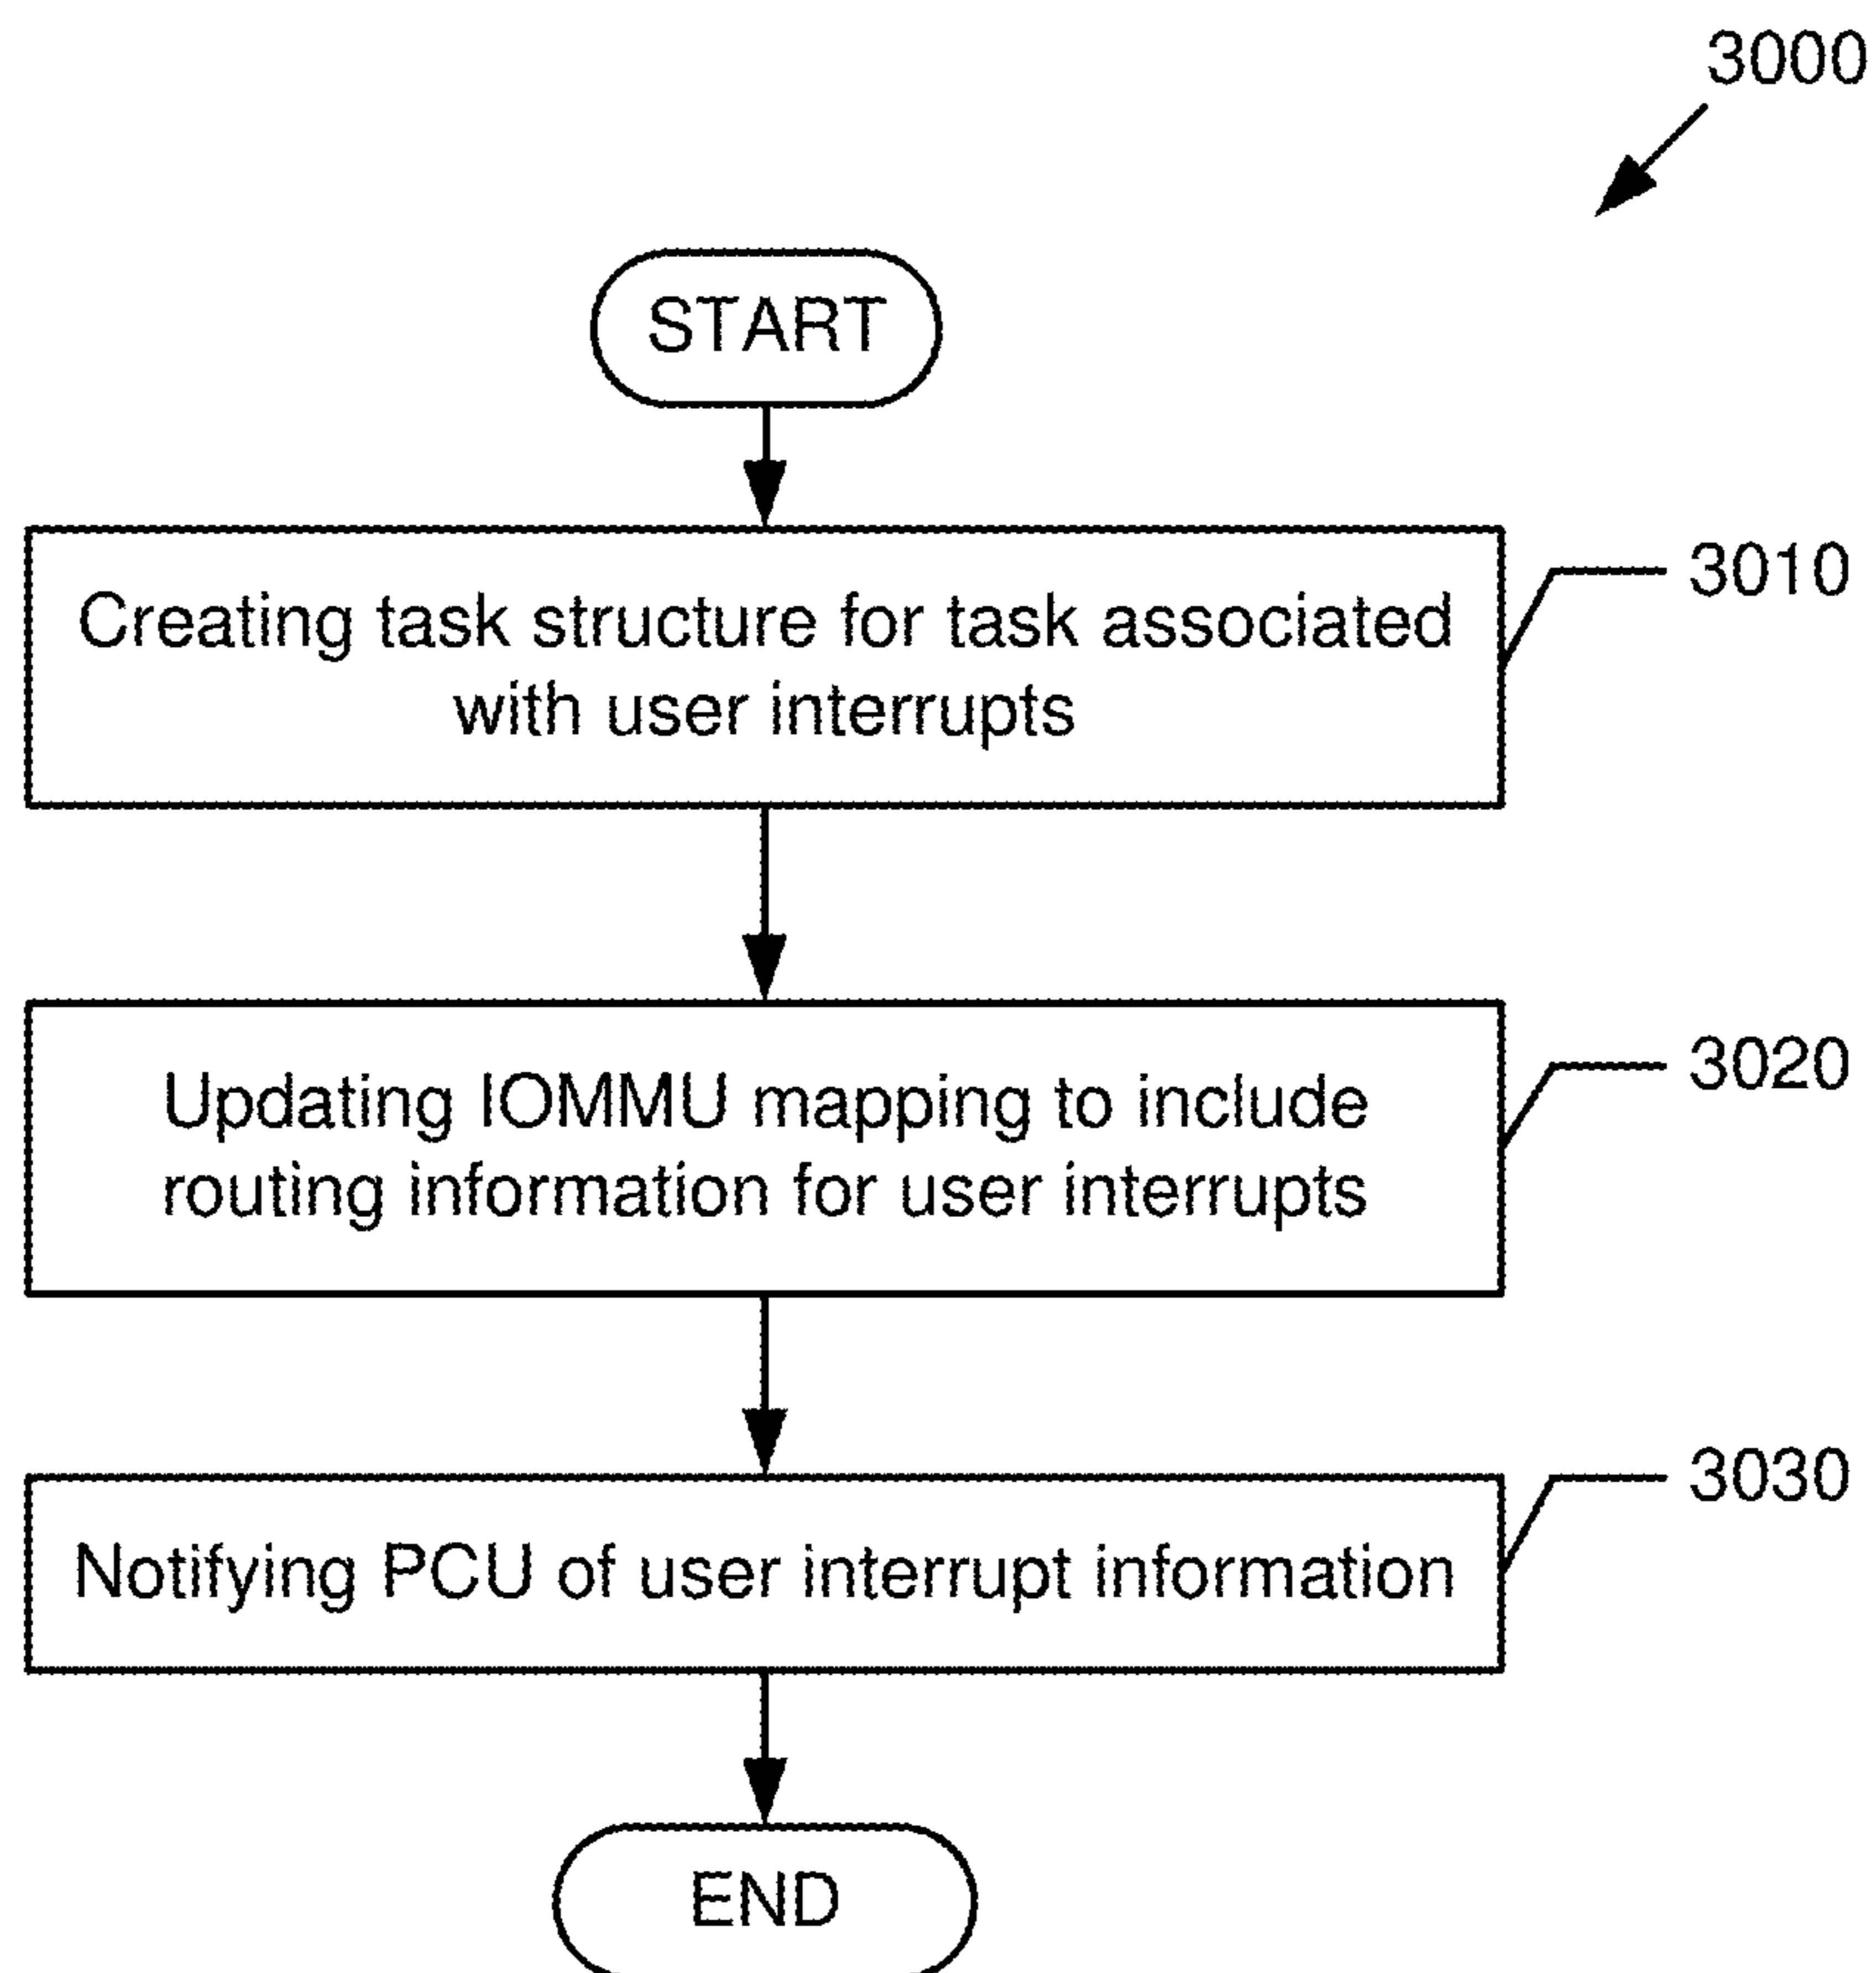 3000
START
Creating task structure for task associated
with user interrupts
3010
Updating IOMMU mapping to include
routing information for user interrupts
3020
Notifying PCU of user interrupt information
3030
END